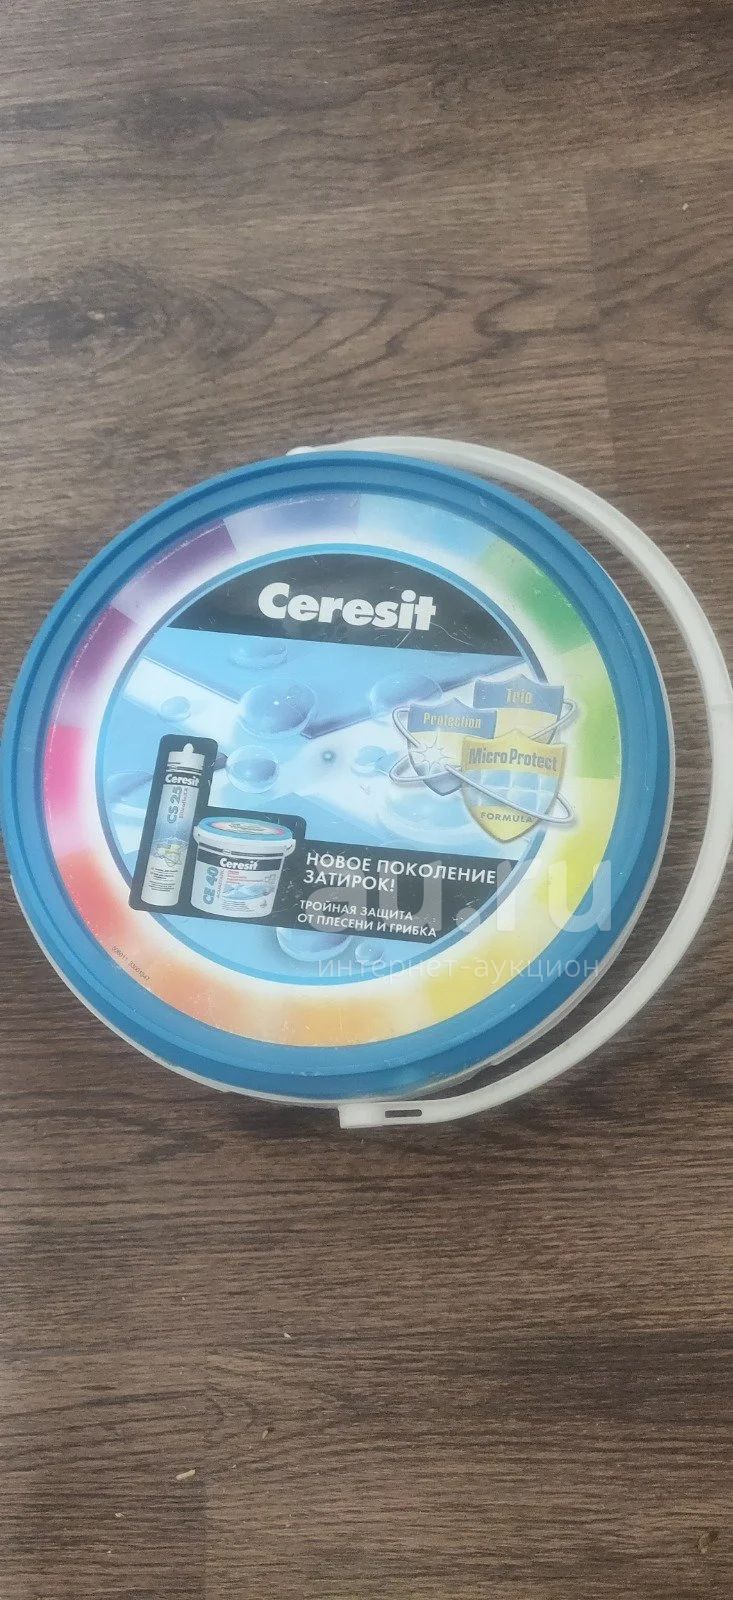 Ceresit
Trio
Protection
MicroProtect
FORMULA
Ceresit
CS 25
Ceresit
CE 40
НОВОЕ ПОКОЛЕНИЕ
ЗАТИРОК!
ТРОЙНАЯ ЗАЩИТА
ОТ ПЛЕСЕНИ И ГРИБКА
au.ru
интернет-аукцион